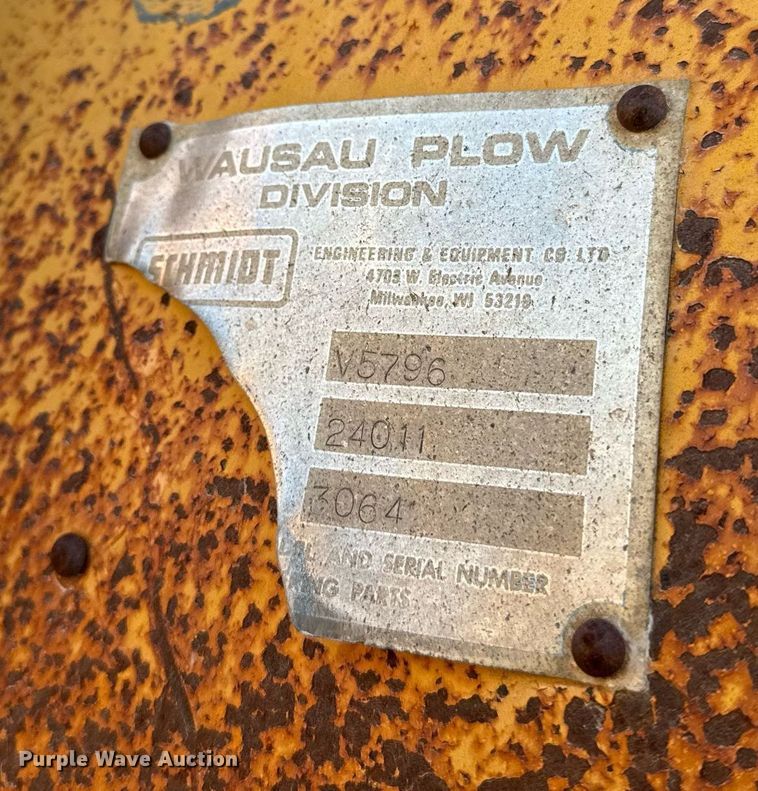 WAUSAU PLOW
DIVISION
SCHMIDT
ENGINEERING & EQUIPMENT CO. LTD
4703 W. Electric Avenue
Milwaukee, WI 53219
V5796
24011
3064
AND SERIAL NUMBER
PARTS
Purple Wave Auction